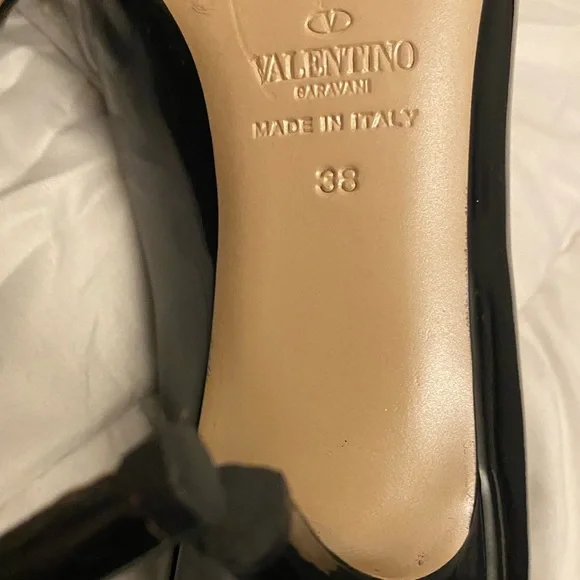 V
VALENTINO
GARAVANI
MADE IN ITALY
38